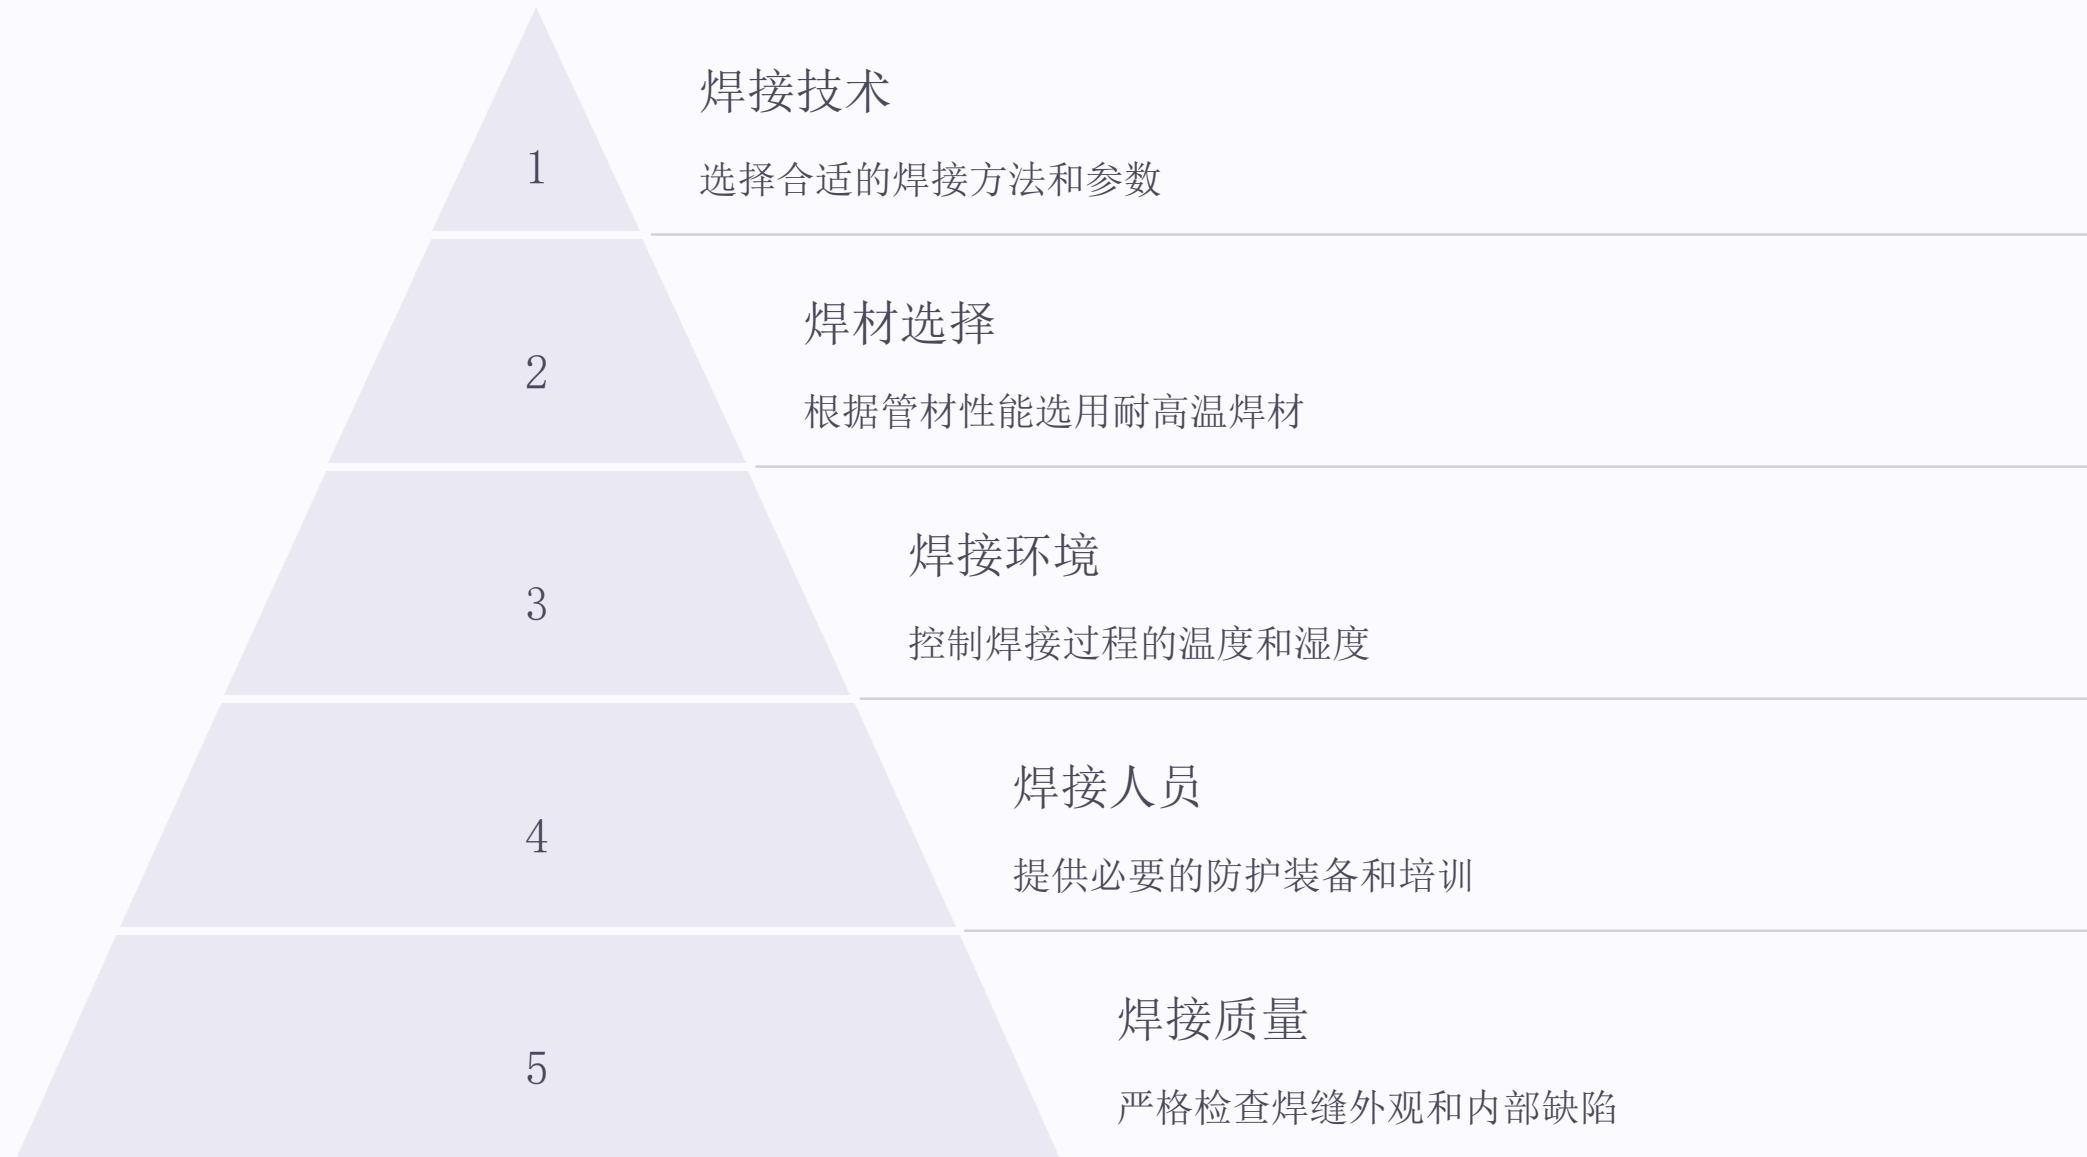 焊接技术
1
选择合适的焊接方法和参数
焊材选择
2
根据管材性能选用耐高温焊材
焊接环境
3
控制焊接过程的温度和湿度
焊接人员
4
提供必要的防护装备和培训
焊接质量
5
严格检查焊缝外观和内部缺陷